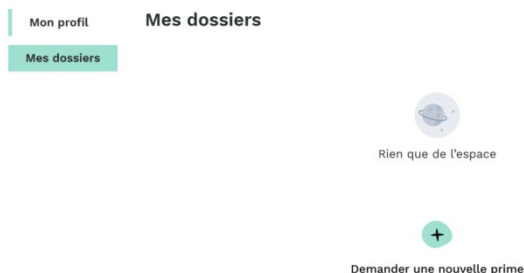 Mon profil
Mes dossiers
Mes dossiers
Rien que de l'espace
Demander une nouvelle prime